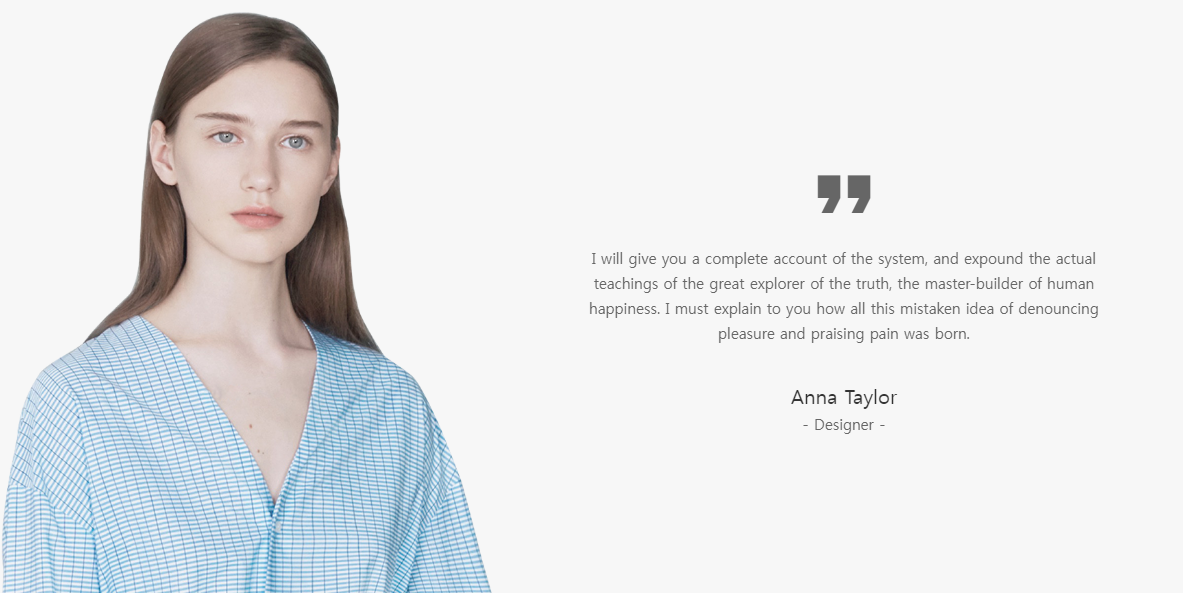 ”
I will give you a complete account of the system, and expound the actual
teachings of the great explorer of the truth, the master-builder of human
happiness. I must explain to you how all this mistaken idea of denouncing
pleasure and praising pain was born.
Anna Taylor
- Designer -